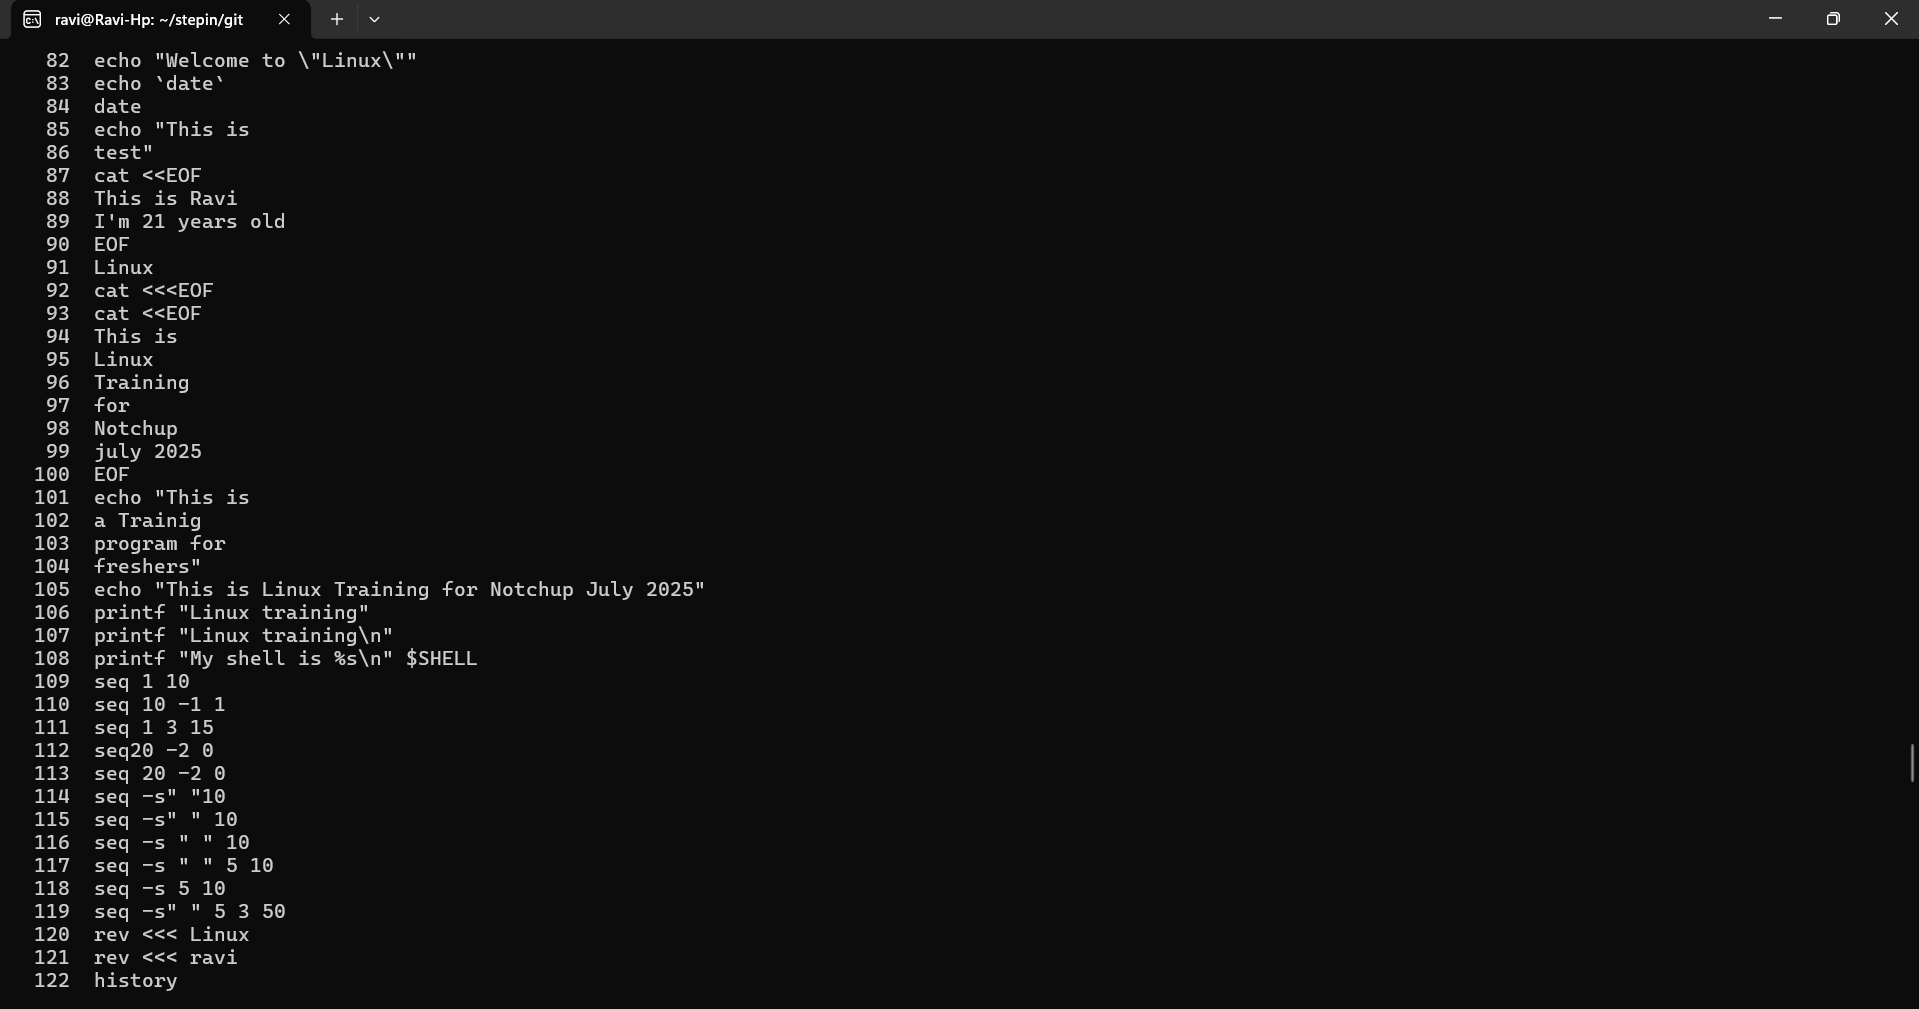 ravi@Ravi-Hp: ~/stepin/git
82 echo "Welcome to \"Linux\""
83 echo `date`
84 date
85 echo "This is
86 test"
87 cat <<EOF
88 This is Ravi
89 I'm 21 years old
90 EOF
91 Linux
92 cat <<<EOF
93 cat <<EOF
94 This is
95 Linux
96 Training
97 for
98 Notchup
99 july 2025
100 EOF
101 echo "This is
102 a Trainig
103 program for
104 freshers"
105 echo "This is Linux Training for Notchup July 2025"
106 printf "Linux training"
107 printf "Linux training\n"
108 printf "My shell is %s\n" $SHELL
109 seq 1 10
110 seq 10 -1 1
111 seq 1 3 15
112 seq20 -2 0
113 seq 20 -2 0
114 seq -s" "10
115 seq -s" " 10
116 seq -s " " 10
117 seq -s " " 5 10
118 seq -s 5 10
119 seq -s" " 5 3 50
120 rev <<< Linux
121 rev <<< ravi
122 history